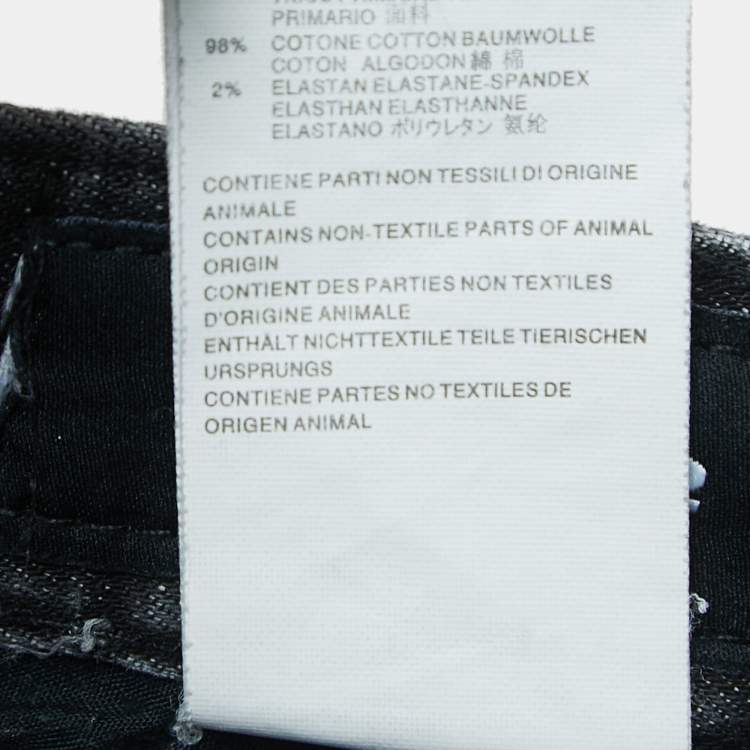 PRIMARIO 面料
98% COTONE COTTON BAUMWOLLE
COTON ALGODON 綿 棉
2% ELASTAN ELASTANE-SPANDEX
ELASTHAN ELASTHANNE
ELASTANO ポリウレタン 氨纶
CONTIENE PARTI NON TESSILI DI ORIGINE
ANIMALE
CONTAINS NON-TEXTILE PARTS OF ANIMAL
ORIGIN
CONTIENT DES PARTIES NON TEXTILES
D'ORIGINE ANIMALE
ENTHÄLT NICHTTEXTILE TEILE TIERISCHEN
URSPRUNGS
CONTIENE PARTES NO TEXTILES DE
ORIGEN ANIMAL